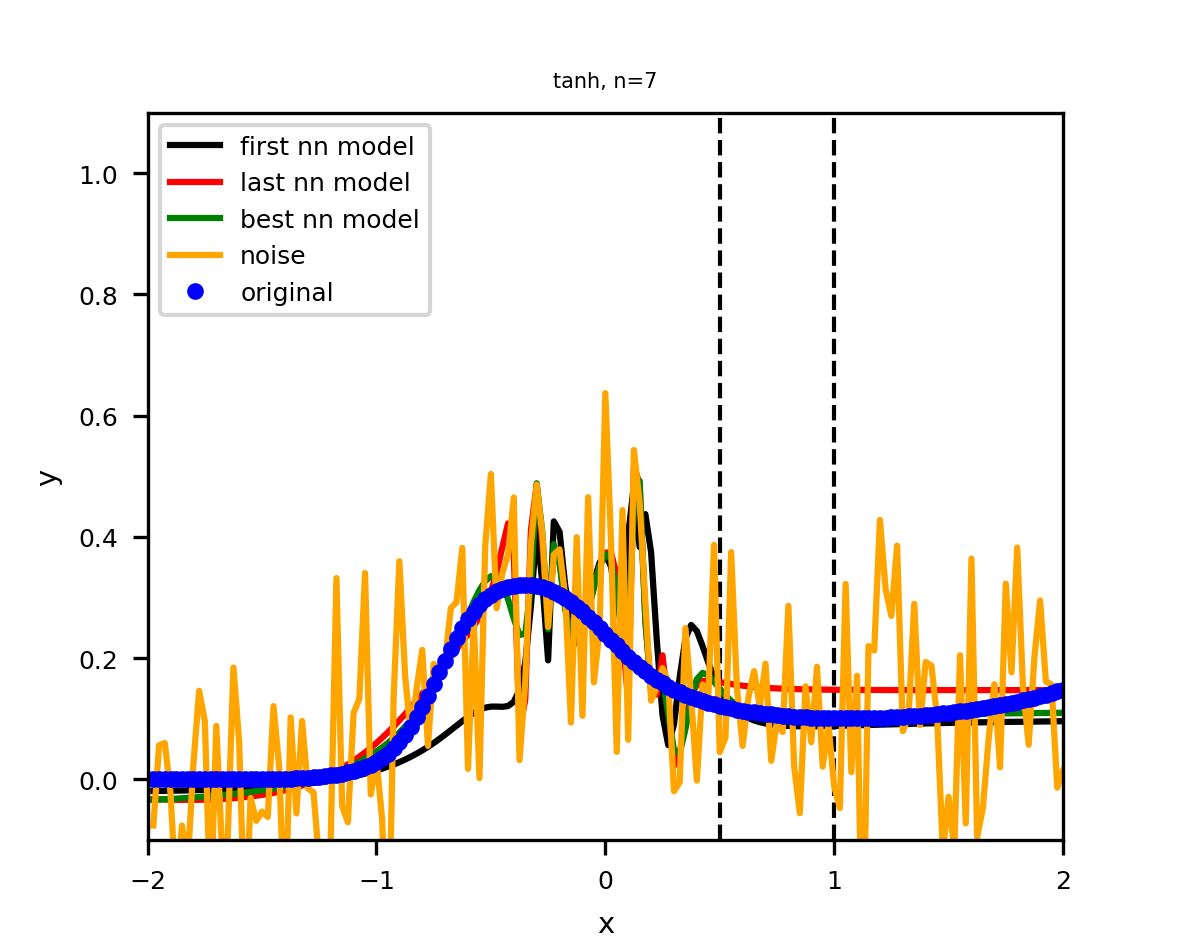 tanh, n=7
first nn model
last nn model
best nn model
noise
original
1.0
0.8
0.6
0.4
0.2
0.0
y
−2
−1
0
1
2
x